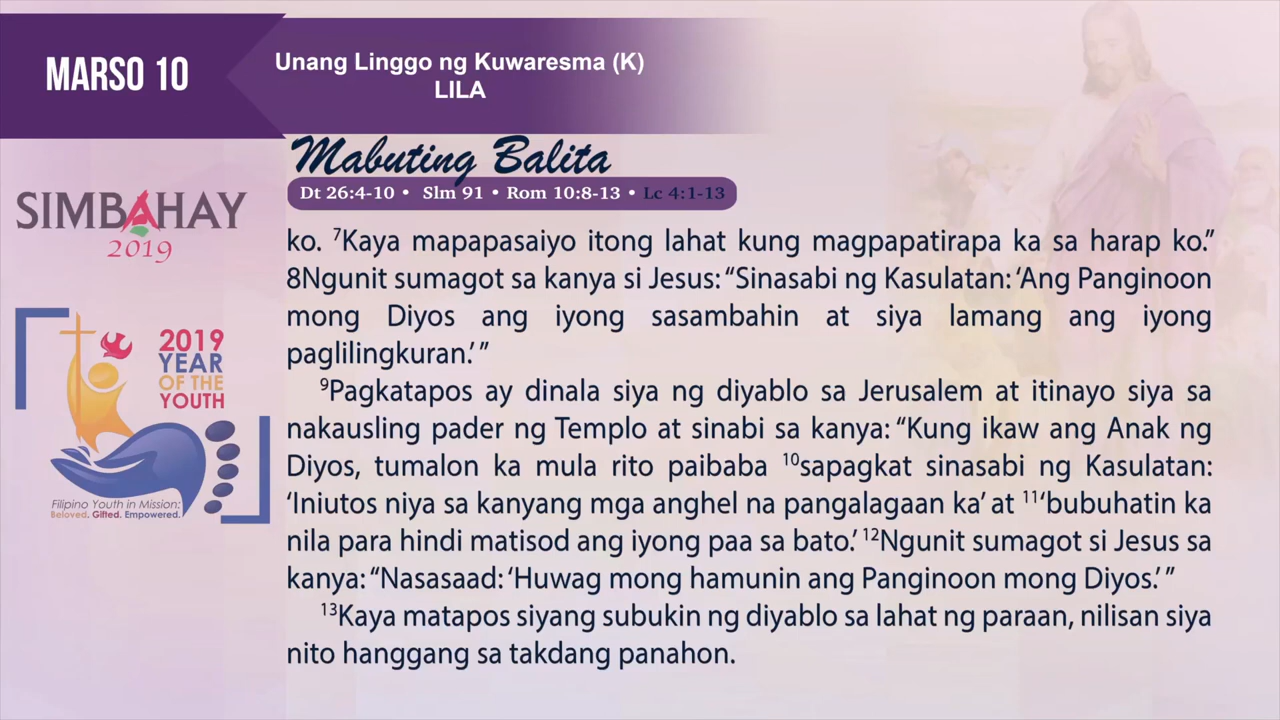 MARSO 10
Unang Linggo ng Kuwaresma (K)
LILA
Mabuting Balita
Dt 26:4-10 • Slm 91 • Rom 10:8-13 • Lc 4:1-13
SIMBAHAY
2019
2019
YEAR
OF THE
YOUTH
Filipino Youth in Mission:
Beloved. Gifted. Empowered.
ko. ⁷Kaya mapapasaiyo itong lahat kung magpapatirapa ka sa harap ko.”
8Ngunit sumagot sa kanya si Jesus: “Sinasabi ng Kasulatan: ‘Ang Panginoon
mong Diyos ang iyong sasambahin at siya lamang ang iyong
paglilingkuran.’ ”
⁹Pagkatapos ay dinala siya ng diyablo sa Jerusalem at itinayo siya sa
nakausling pader ng Templo at sinabi sa kanya: “Kung ikaw ang Anak ng
Diyos, tumalon ka mula rito paibaba ¹⁰sapagkat sinasabi ng Kasulatan:
‘Iniutos niya sa kanyang mga anghel na pangalagaan ka’ at ¹¹‘bubuhatin ka
nila para hindi matisod ang iyong paa sa bato.’ ¹²Ngunit sumagot si Jesus sa
kanya: “Nasasaad: ‘Huwag mong hamunin ang Panginoon mong Diyos.’ ”
¹³Kaya matapos siyang subukin ng diyablo sa lahat ng paraan, nilisan siya
nito hanggang sa takdang panahon.